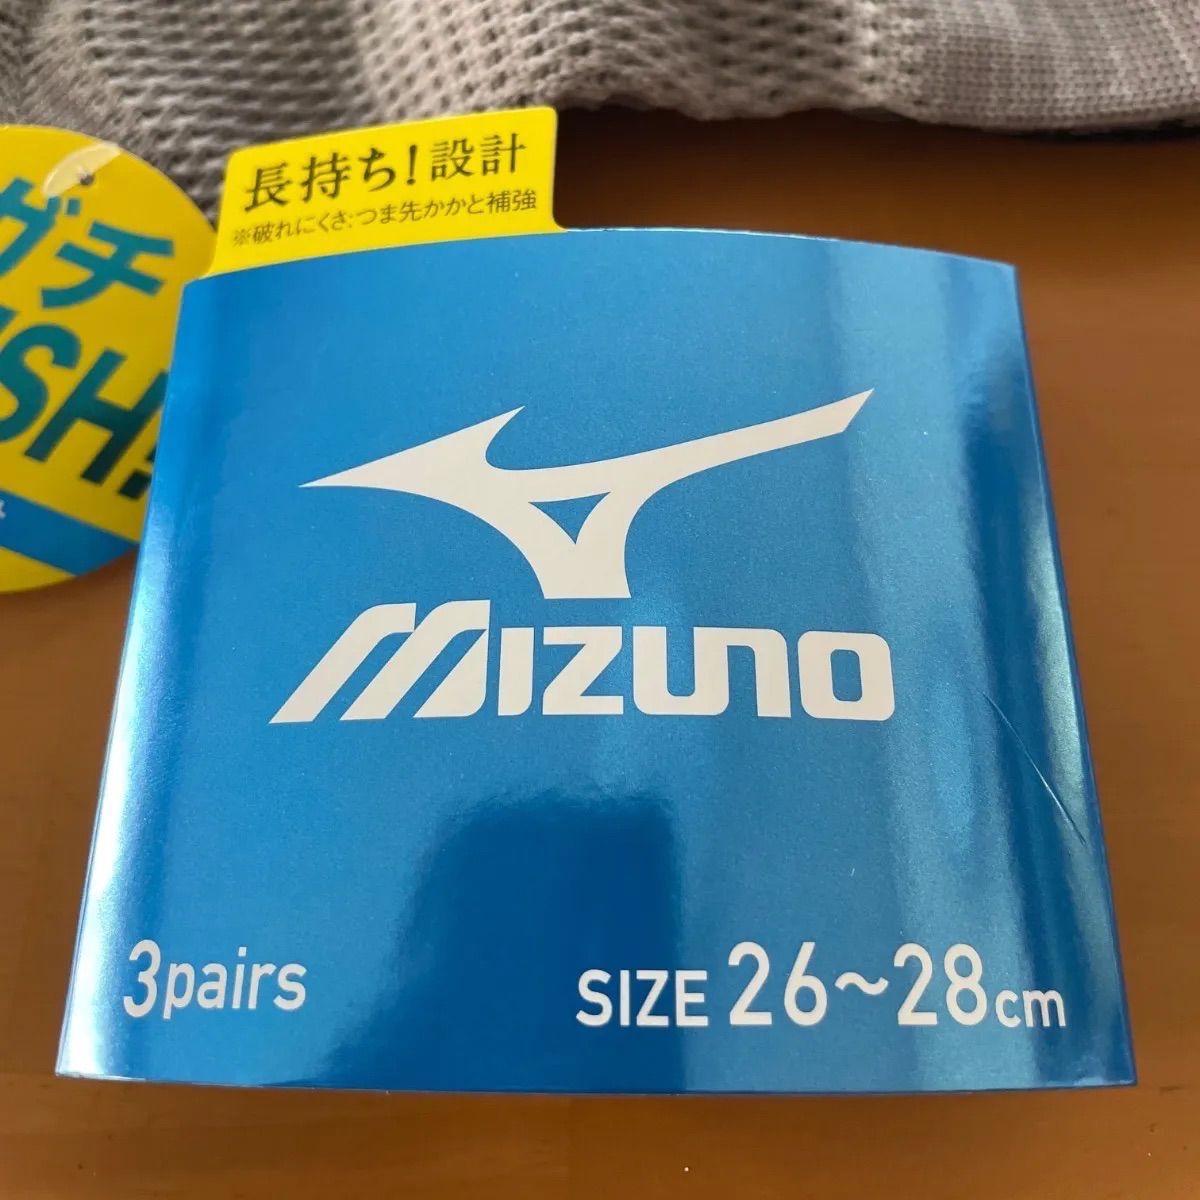 長持ち!設計
※破れにくさ:つま先かかと補強
ガチ
SH!
MIZUNO
3pairs
SIZE 26~28cm